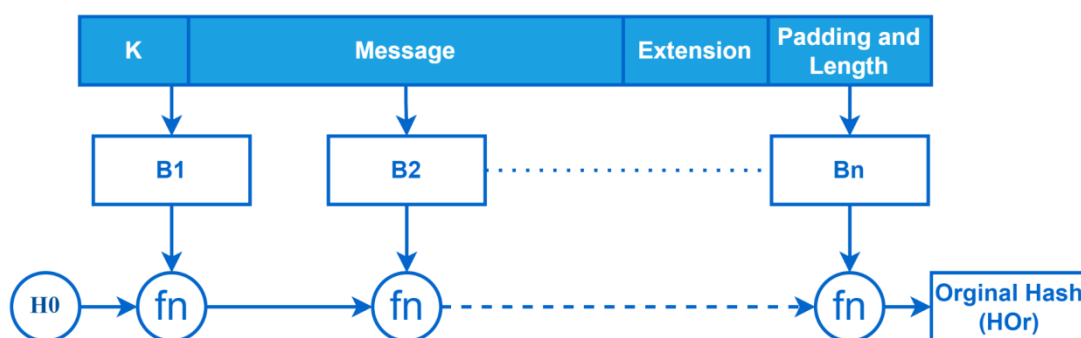 K
Message
Extension
Padding and
Length
B1
B2
Bn
H0
fn
fn
fn
Orginal Hash
(HOr)